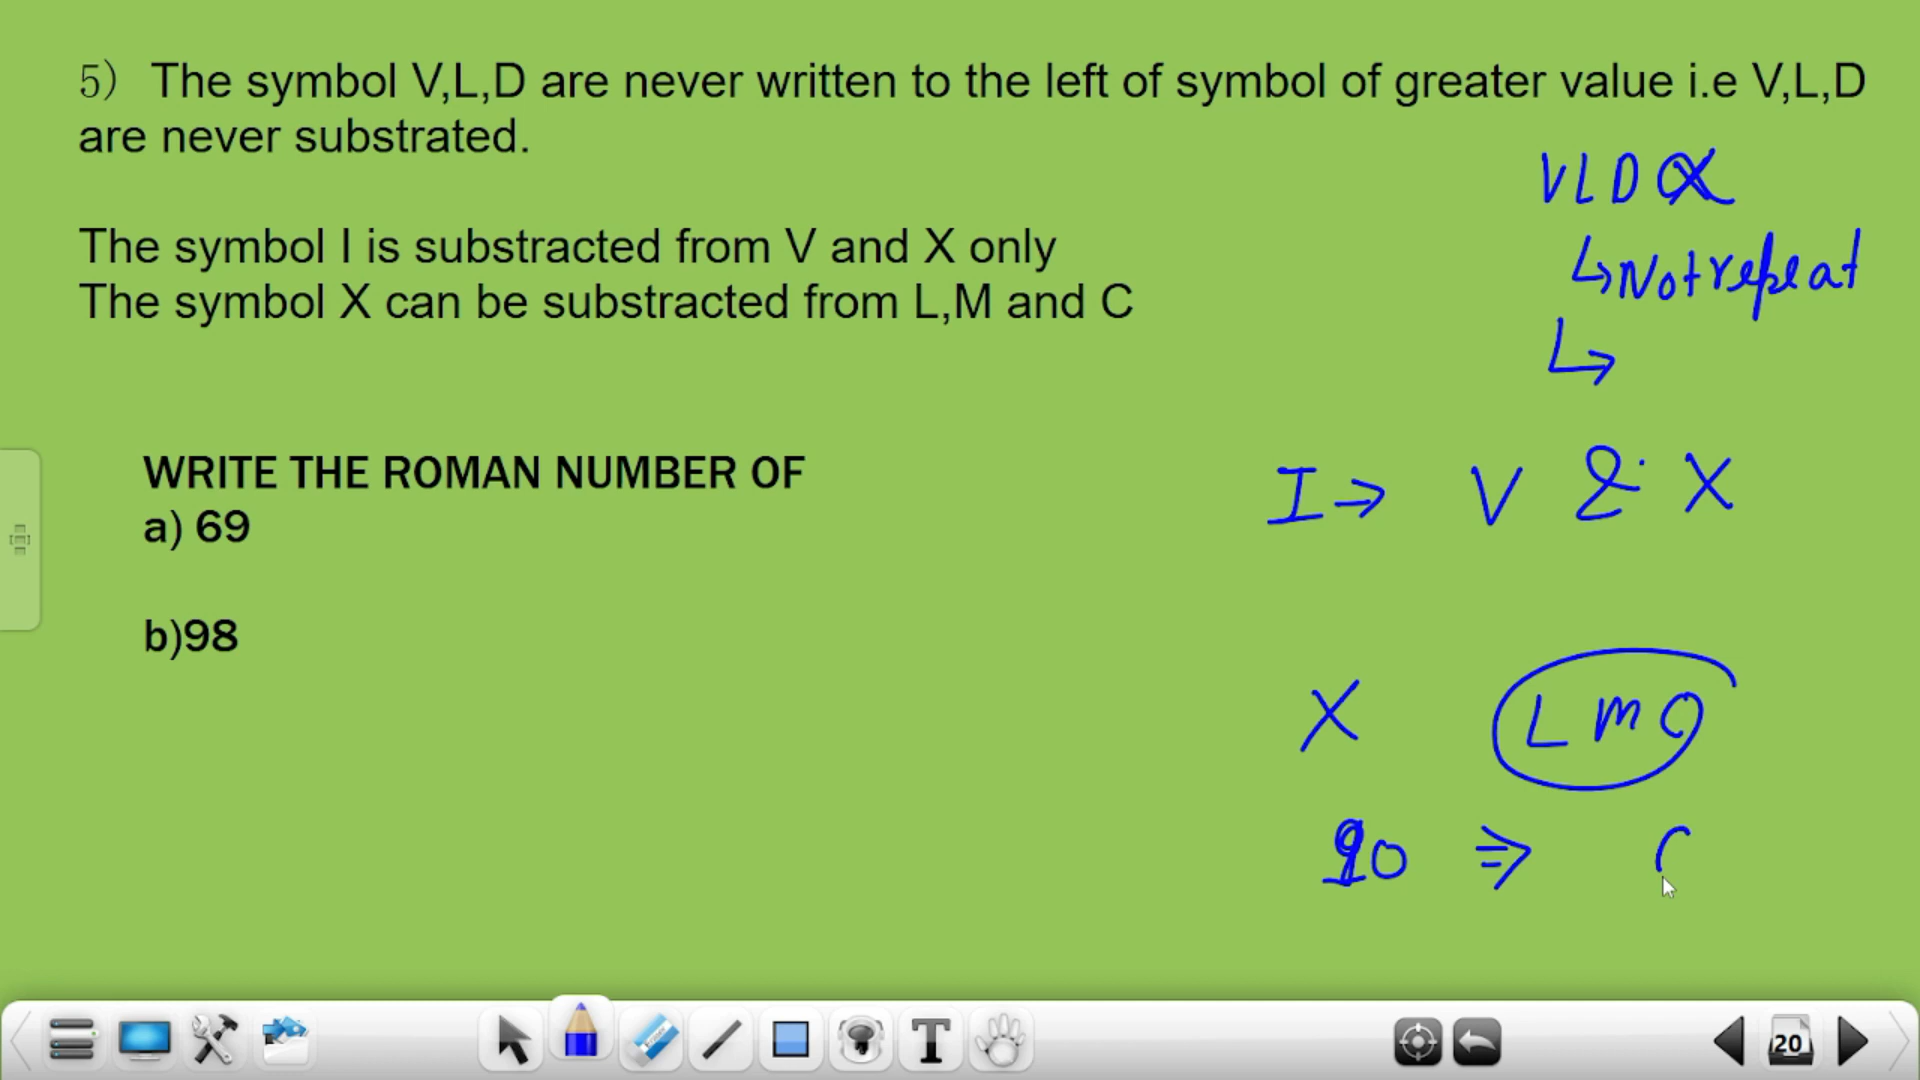 5) The symbol V,L,D are never written to the left of symbol of greater value i.e V,L,D
are never substrated.
V L D
↳ Not repeat
↳
The symbol I is substracted from V and X only
The symbol X can be substracted from L,M and C
WRITE THE ROMAN NUMBER OF
a) 69
b)98
I → V & X
X L M C
90 ⇒ C
T
20